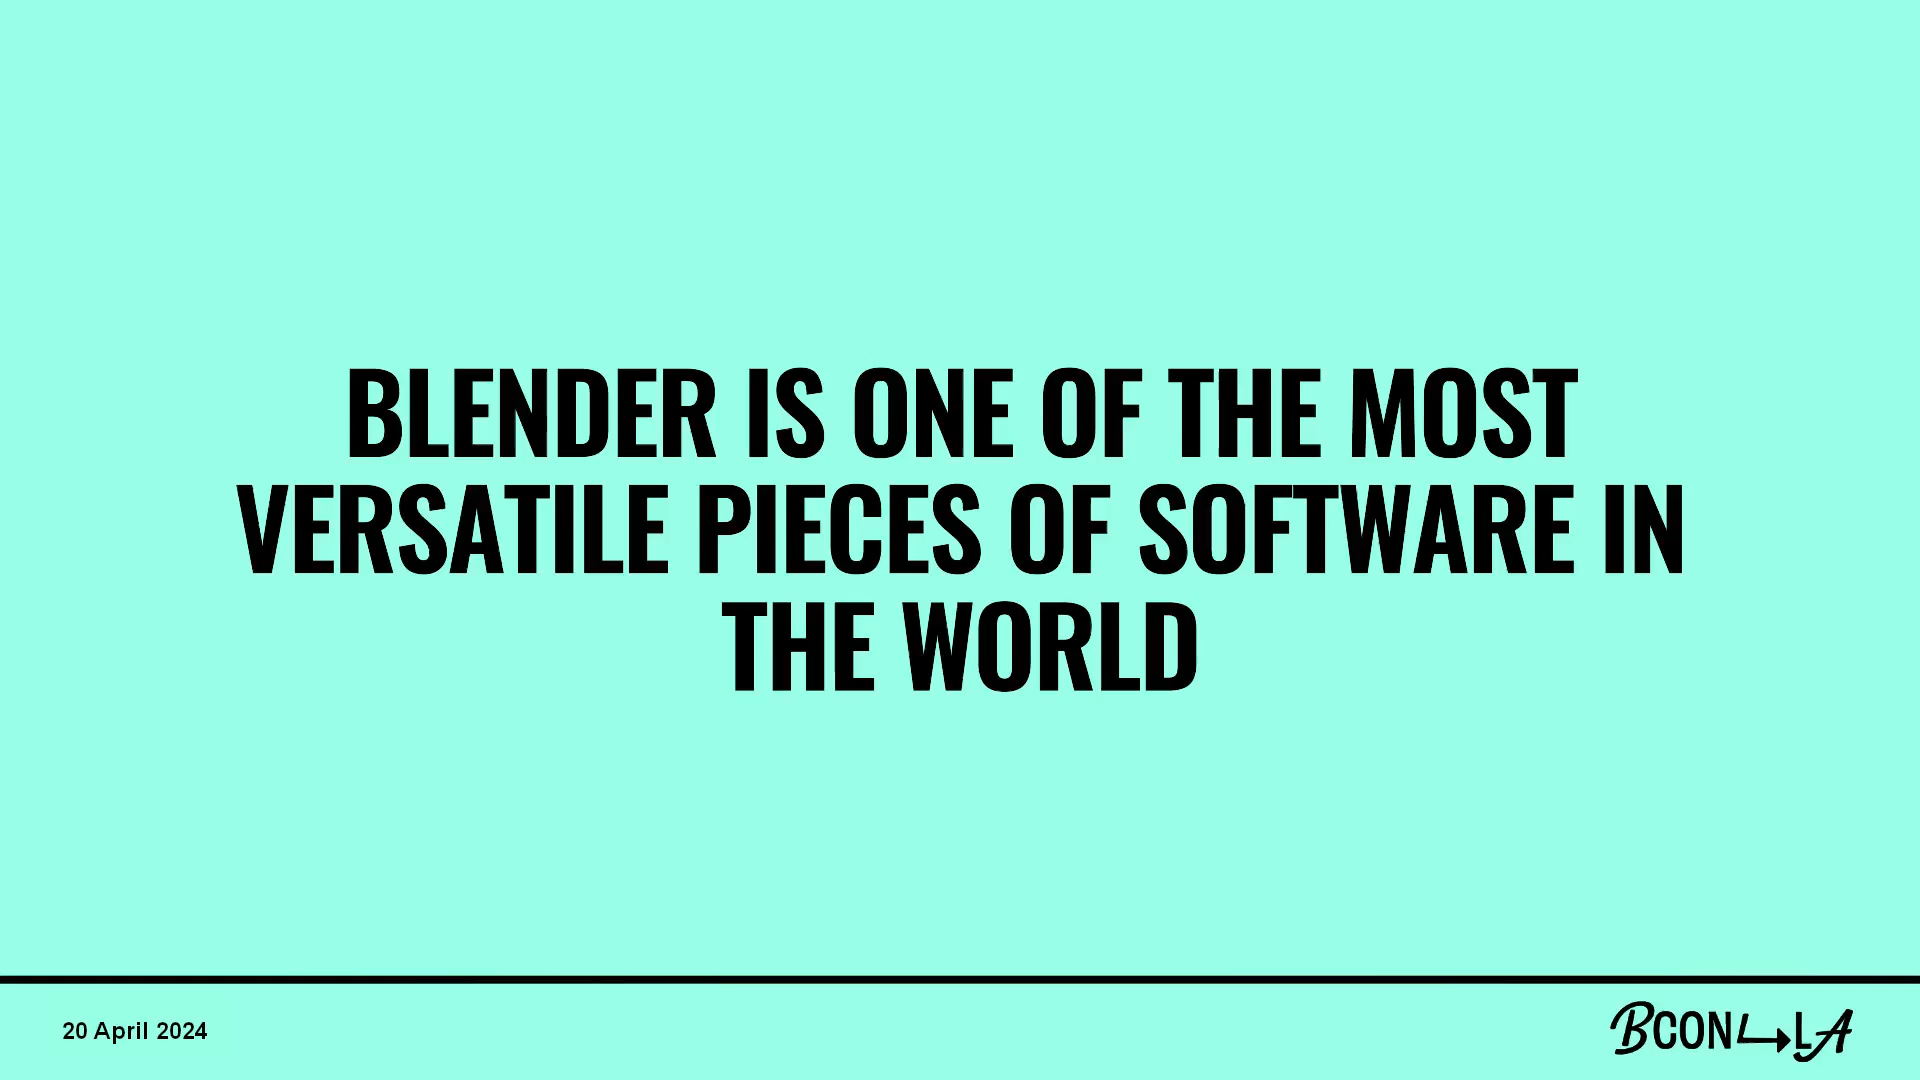 BLENDER IS ONE OF THE MOST
VERSATILE PIECES OF SOFTWARE IN
THE WORLD
20 April 2024
BCON LA